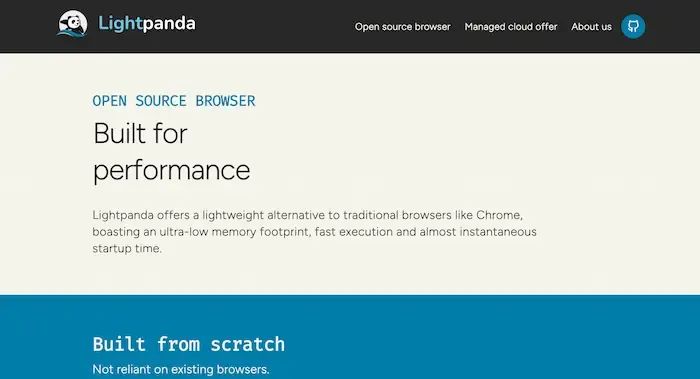 Lightpanda
Open source browser
Managed cloud offer
About us
OPEN SOURCE BROWSER
Built for
performance
Lightpanda offers a lightweight alternative to traditional browsers like Chrome,
boasting an ultra-low memory footprint, fast execution and almost instantaneous
startup time.
Built from scratch
Not reliant on existing browsers.